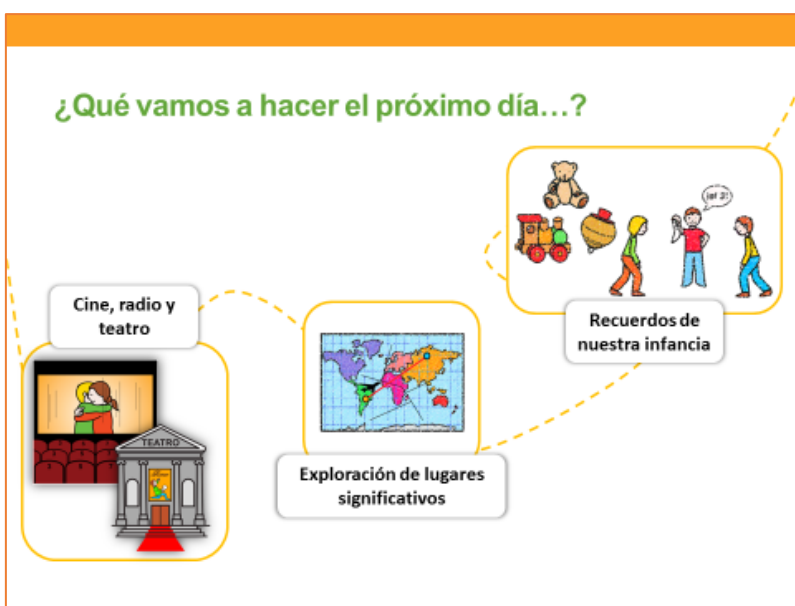 ¿Qué vamos a hacer el próximo día…?
Cine, radio y
teatro
TEATRO
Exploración de lugares
significativos
Recuerdos de
nuestra infancia